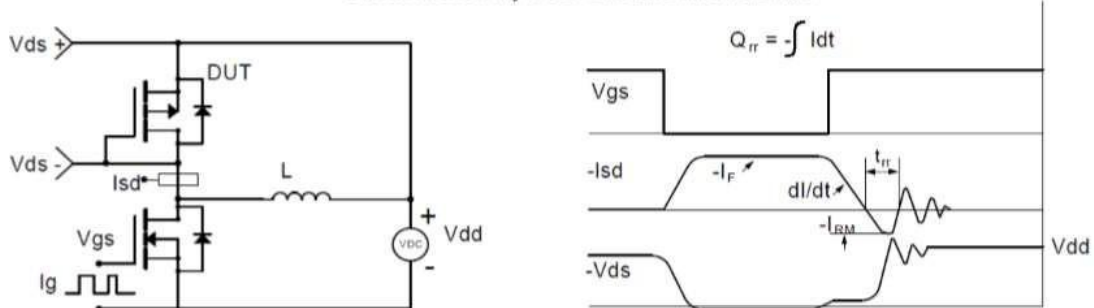 Vds +
DUT
Vds -
Isd
L
Vgs
+
VDC
Vdd
-
Ig
Qrr = -∫ Idt
Vgs
-Isd
-IF
dI/dt
trr
-IRM
Vdd
-Vds